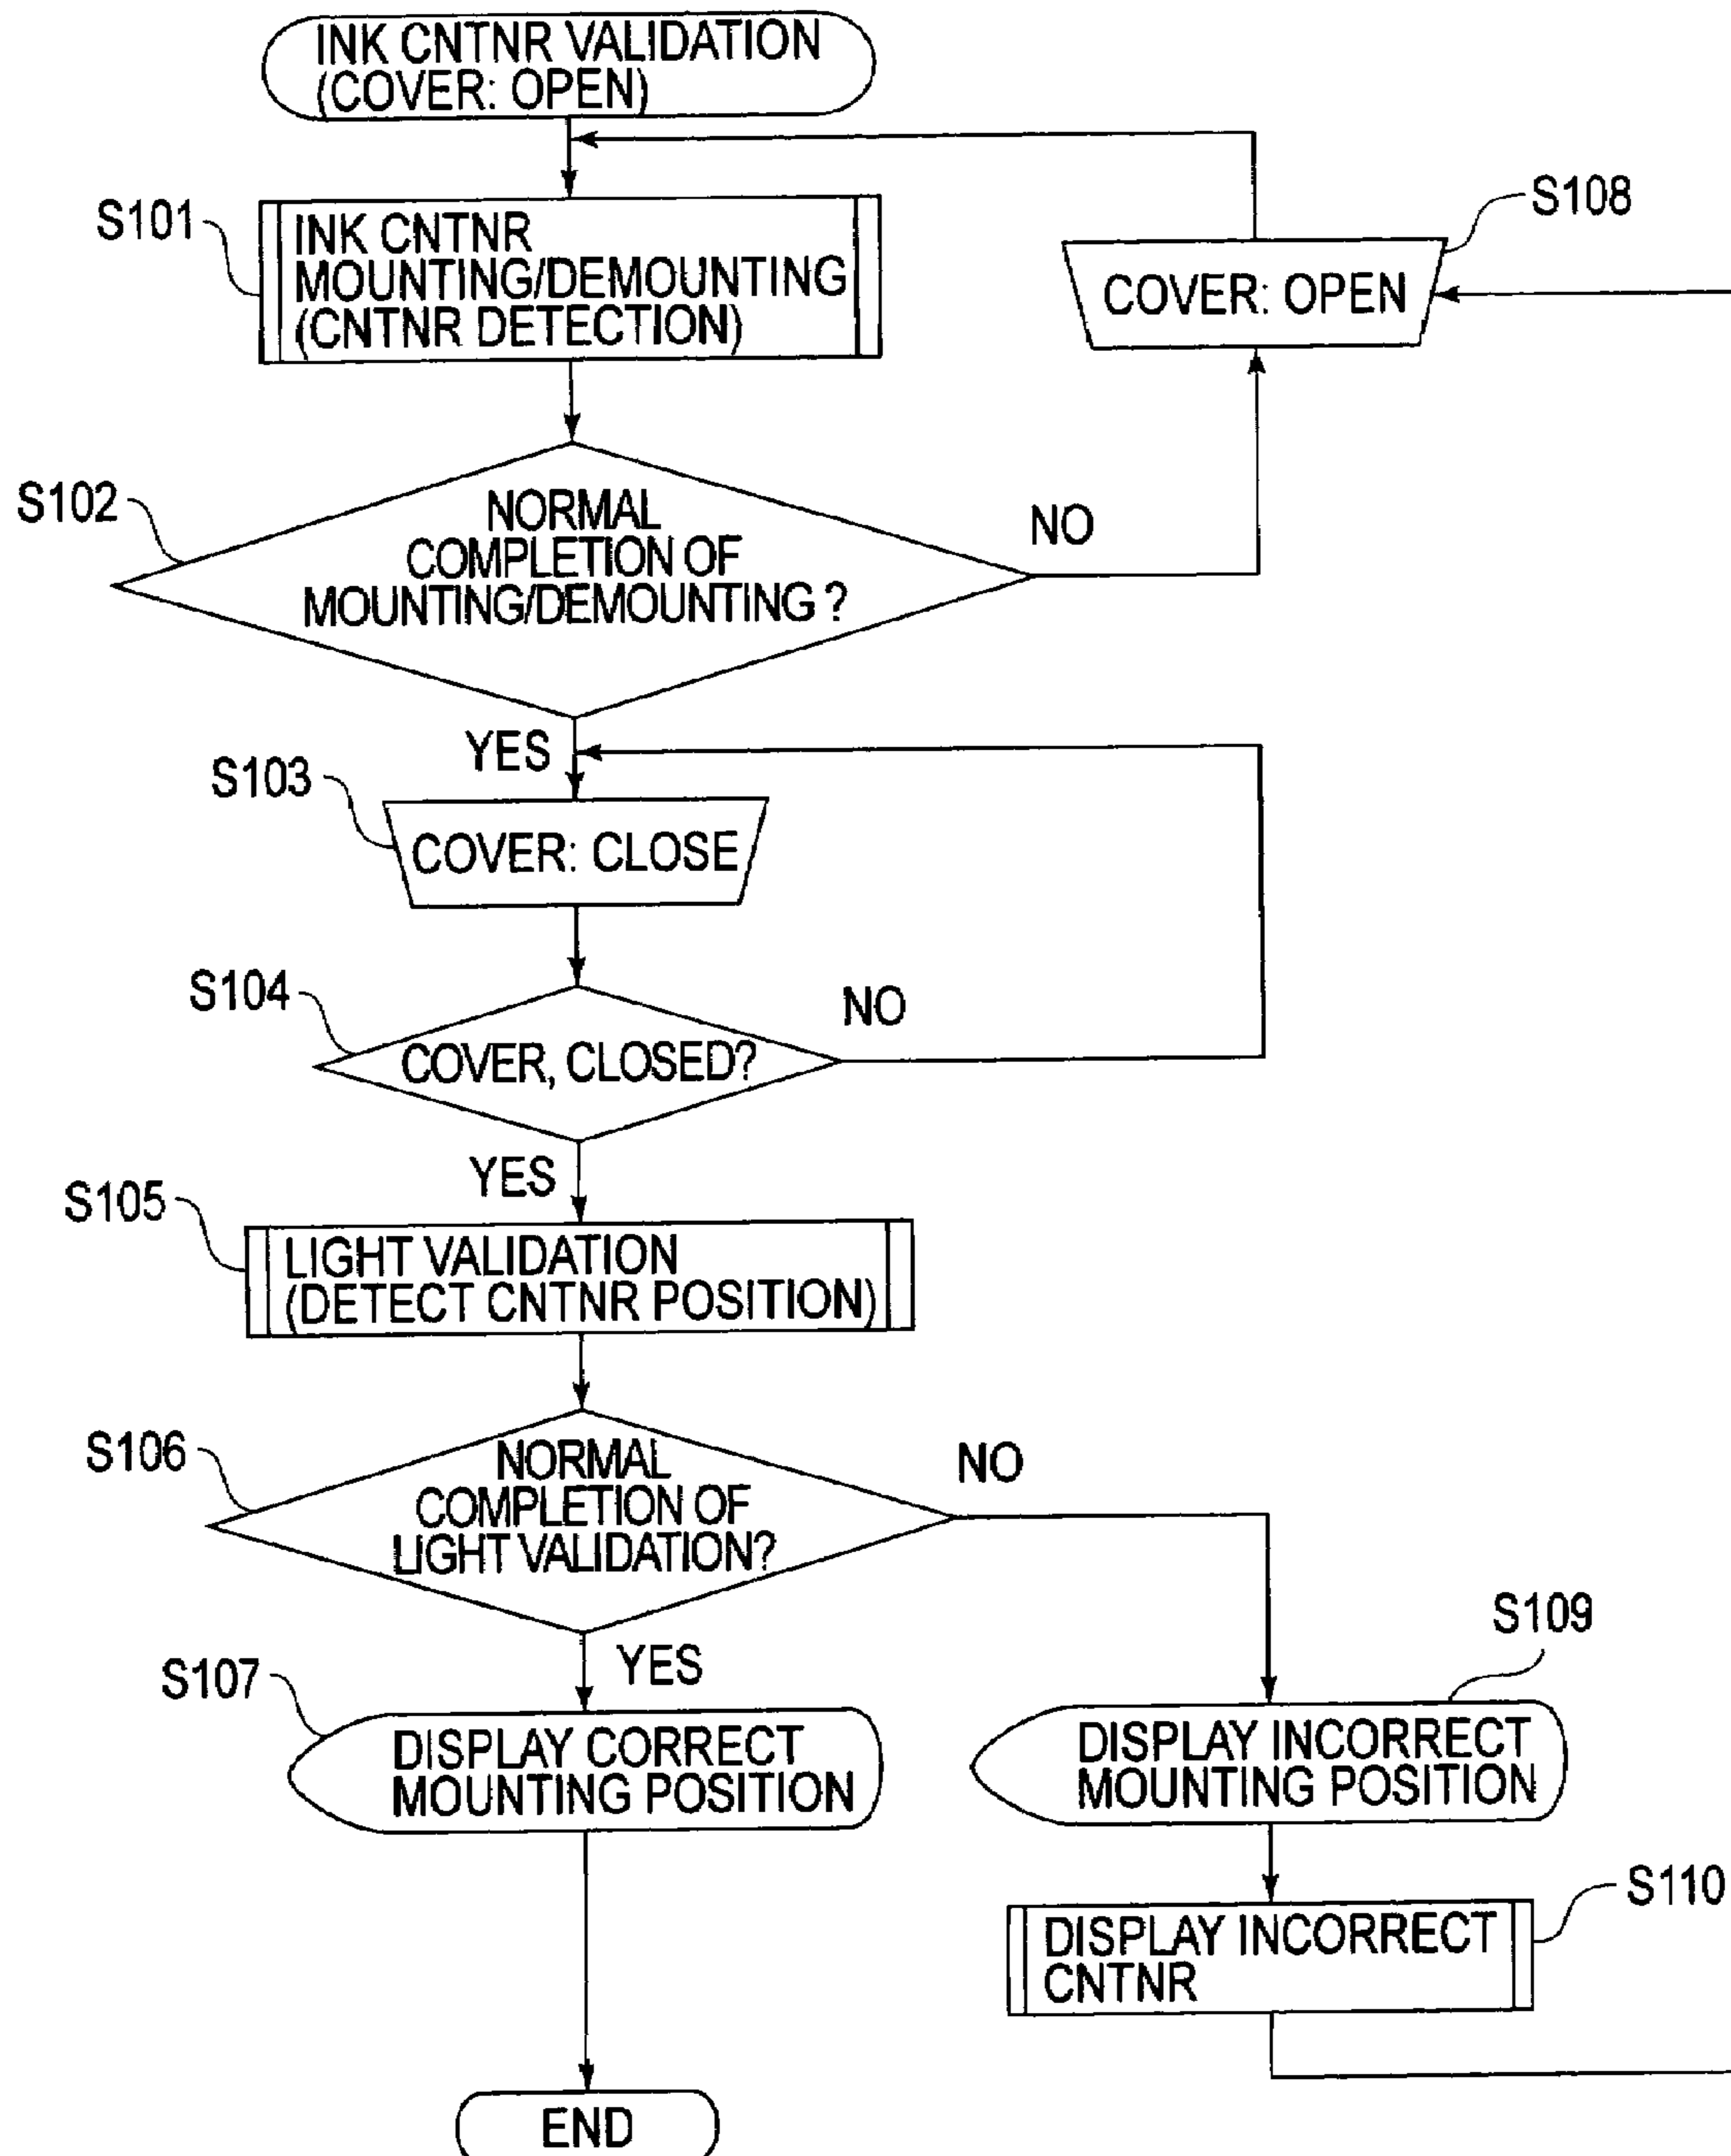 INK CNTNR VALIDATION
(COVER: OPEN)
S101
INK CNTNR
MOUNTING/DEMOUNTING
(CNTNR DETECTION)
S108
COVER: OPEN
S102
NORMAL
COMPLETION OF
MOUNTING/DEMOUNTING ?
NO
YES
S103
COVER: CLOSE
S104
COVER, CLOSED?
NO
YES
S105
LIGHT VALIDATION
(DETECT CNTNR POSITION)
S106
NORMAL
COMPLETION OF
LIGHT VALIDATION?
NO
YES
S107
DISPLAY CORRECT
MOUNTING POSITION
S109
DISPLAY INCORRECT
MOUNTING POSITION
S110
DISPLAY INCORRECT
CNTNR
END